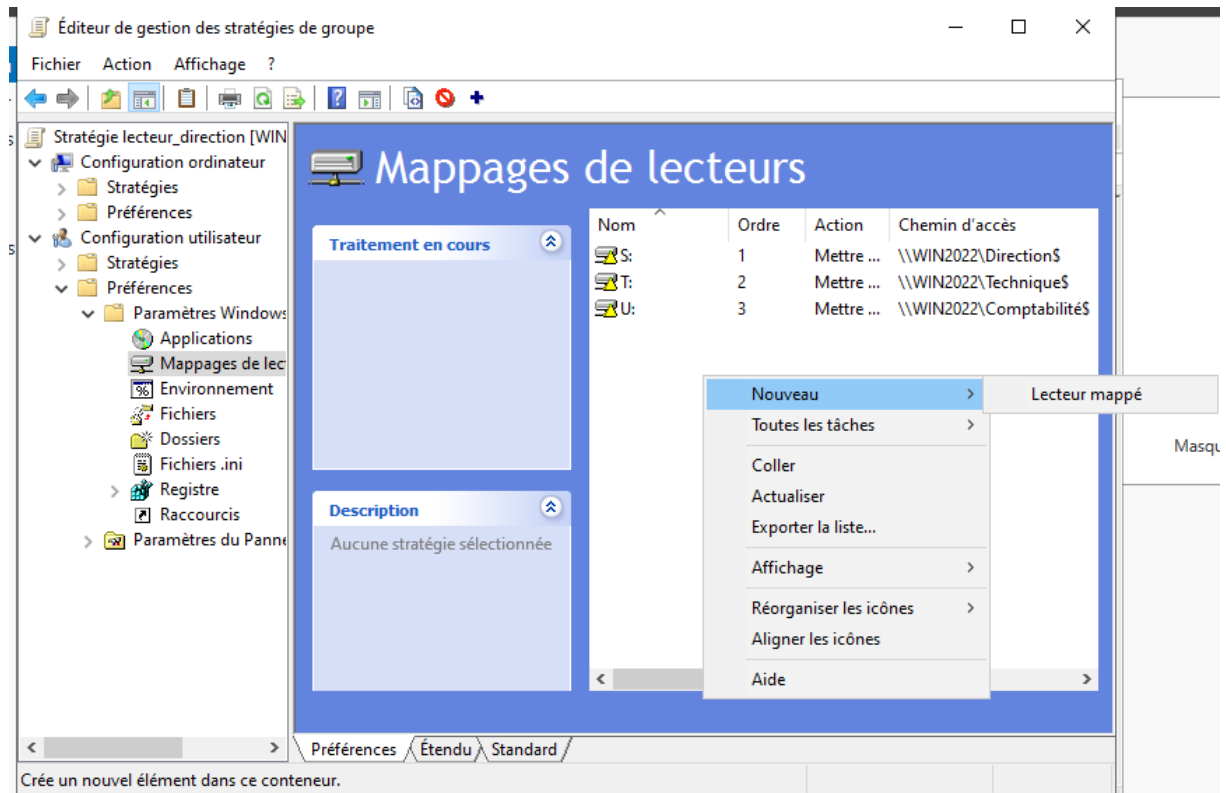 Éditeur de gestion des stratégies de groupe
Fichier Action Affichage ?
Stratégie lecteur_direction [WIN
Configuration ordinateur
Stratégies
Préférences
Configuration utilisateur
Stratégies
Préférences
Paramètres Windows
Applications
Mappages de lec
Environnement
Fichiers
Dossiers
Fichiers .ini
Registre
Raccourcis
Paramètres du Panne
Mappages de lecteurs
Traitement en cours
Description
Aucune stratégie sélectionnée
Nom Ordre Action Chemin d'accès
S: 1 Mettre ... \\WIN2022\Direction$
T: 2 Mettre ... \\WIN2022\Technique$
U: 3 Mettre ... \\WIN2022\Comptabilité$
Nouveau
Lecteur mappé
Toutes les tâches
Coller
Actualiser
Exporter la liste...
Affichage
Réorganiser les icônes
Aligner les icônes
Aide
Masqu
Préférences Étendu Standard
Crée un nouvel élément dans ce conteneur.